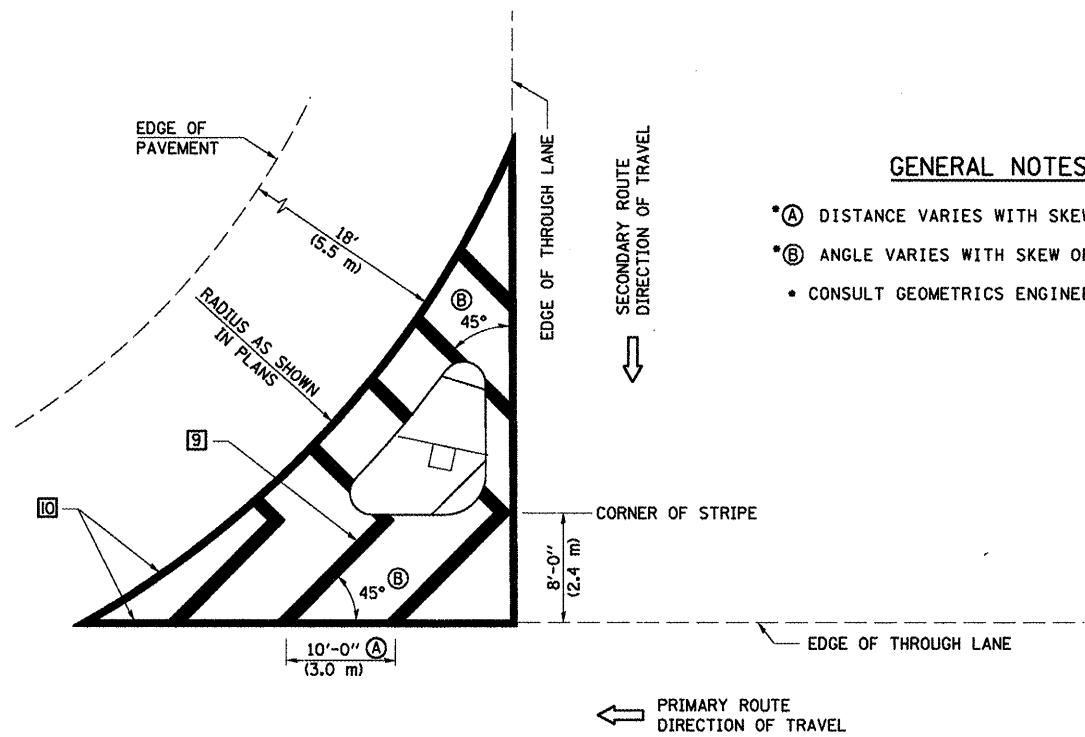 EDGE OF
PAVEMENT
18'
(5.5 m)
RADIUS AS SHOWN
IN PLANS
EDGE OF THROUGH LANE
SECONDARY ROUTE
DIRECTION OF TRAVEL
GENERAL NOTES
*Ⓐ DISTANCE VARIES WITH SKEW
*Ⓑ ANGLE VARIES WITH SKEW
* CONSULT GEOMETRICS
Ⓑ
45°
9
10
CORNER OF STRIPE
8'-0"
(2.4 m)
45° Ⓑ
10'-0" Ⓐ
(3.0 m)
EDGE OF THROUGH LANE
PRIMARY ROUTE
DIRECTION OF TRAVEL